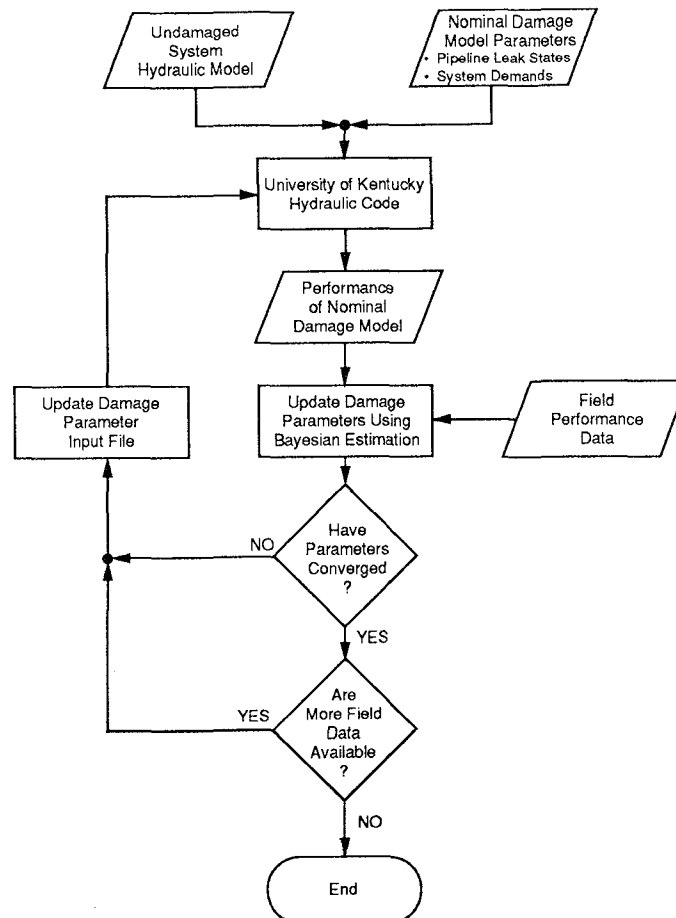 Undamaged
System
Hydraulic Model
Nominal Damage
Model Parameters
• Pipeline Leak States
• System Demands
University of Kentucky
Hydraulic Code
Performance
of Nominal
Damage Model
Update Damage
Parameter
Input File
Update Damage
Parameters Using
Bayesian Estimation
Field
Performance
Data
Have
Parameters
Converged
?
NO
YES
Are
More Field
Data
Available
?
YES
NO
End